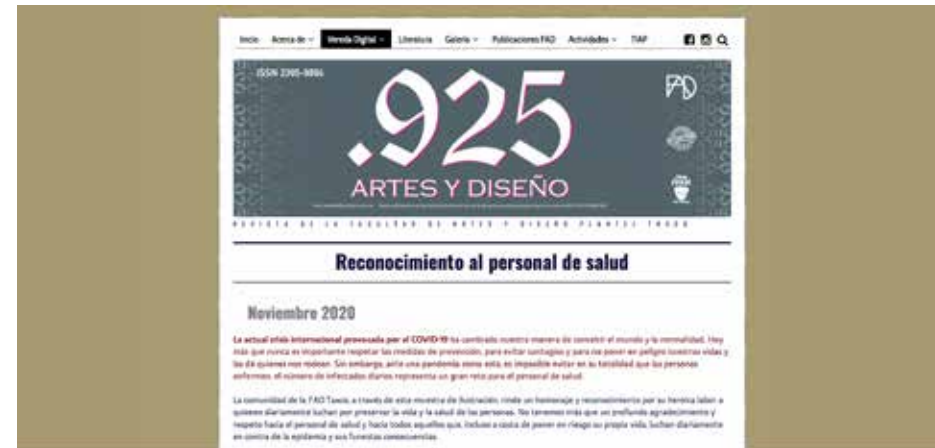 Inicio Acerca de Vereda Digital Literatura Galería Publicaciones FAD Actividades TIAP
ISSN 2395-9894
FAD
.925
ARTES Y DISEÑO
REVISTA DE LA FACULTAD DE ARTES Y DISEÑO PLANTEL TAXCO
Reconocimiento al personal de salud
Noviembre 2020
La actual crisis internacional provocada por el COVID-19 ha cambiado nuestra manera de concebir el mundo y la normalidad. Hoy
más que nunca es importante respetar las medidas de prevención, para evitar contagios y para no poner en peligro nuestras vidas y
las de quienes nos rodean. Sin embargo, ante una pandemia como esta, es imposible evitar en su totalidad que las personas
enfermen, el número de infectados diarios representa un gran reto para el personal de salud.
La comunidad de la FAD Taxco, a través de esta muestra de ilustración, rinde un homenaje y reconocimiento por su heroica labor a
quienes diariamente luchan por preservar la vida y la salud de las personas. No tenemos más que un profundo agradecimiento y
respeto hacia el personal de salud y hacia todos aquellos que, incluso a costa de poner en riesgo su propia vida, luchan diariamente
en contra de la epidemia y sus funestas consecuencias.